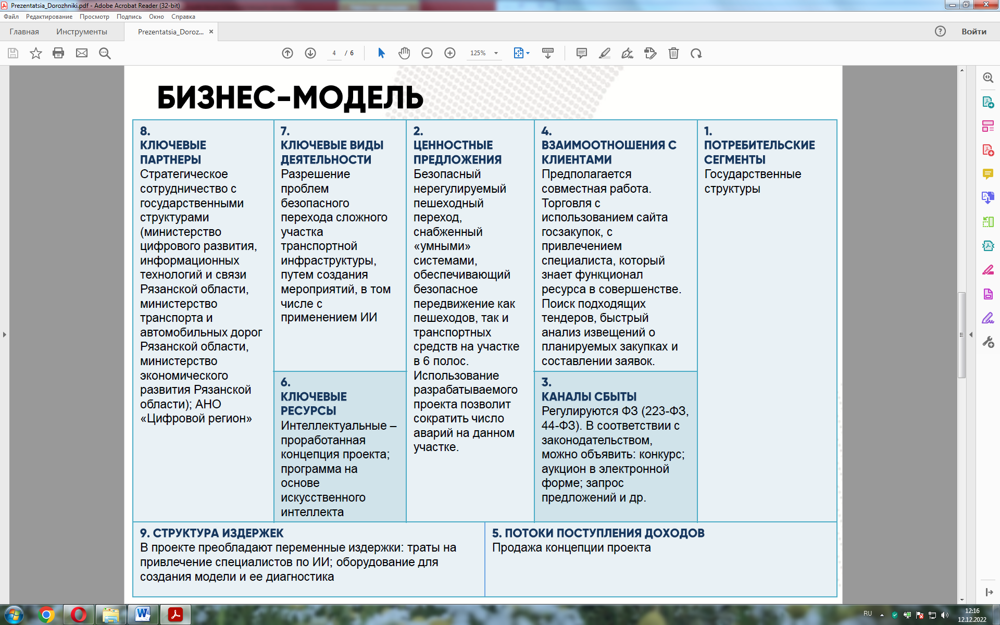 Prezentatsia_Dorozhniki.pdf - Adobe Acrobat Reader (32-bit)
Файл Редактирование Просмотр Подпись Окно Справка
Главная Инструменты Prezentatsia_Doroz... × Войти
4 / 6 125%
БИЗНЕС-МОДЕЛЬ
8.
КЛЮЧЕВЫЕ
ПАРТНЕРЫ
Стратегическое
сотрудничество с
государственными
структурами
(министерство
цифрового развития,
информационных
технологий и связи
Рязанской области,
министерство
транспорта и
автомобильных дорог
Рязанской области,
министерство
экономического
развития Рязанской
области); АНО
«Цифровой регион»
7.
КЛЮЧЕВЫЕ ВИДЫ
ДЕЯТЕЛЬНОСТИ
Разрешение
проблем
безопасного
перехода сложного
участка
транспортной
инфраструктуры,
путем создания
мероприятий, в том
числе с
применением ИИ
6.
КЛЮЧЕВЫЕ
РЕСУРСЫ
Интеллектуальные –
проработанная
концепция проекта;
программа на
основе
искусственного
интеллекта
2.
ЦЕННОСТНЫЕ
ПРЕДЛОЖЕНИЯ
Безопасный
нерегулируемый
пешеходный
переход,
снабженный
«умными»
системами,
обеспечивающий
безопасное
передвижение как
пешеходов, так и
транспортных
средств на участке
в 6 полос.
Использование
разрабатываемого
проекта позволит
сократить число
аварий на данном
участке.
4.
ВЗАИМООТНОШЕНИЯ С
КЛИЕНТАМИ
Предполагается
совместная работа.
Торговля с
использованием сайта
госзакупок, с
привлечением
специалиста, который
знает функционал
ресурса в совершенстве.
Поиск подходящих
тендеров, быстрый
анализ извещений о
планируемых закупках и
составлении заявок.
3.
КАНАЛЫ СБЫТЫ
Регулируются ФЗ (223-ФЗ,
44-ФЗ). В соответствии с
законодательством,
можно объявить: конкурс;
аукцион в электронной
форме; запрос
предложений и др.
1.
ПОТРЕБИТЕЛЬСКИЕ
СЕГМЕНТЫ
Государственные
структуры
9. СТРУКТУРА ИЗДЕРЖЕК
В проекте преобладают переменные издержки: траты на
привлечение специалистов по ИИ; оборудование для
создания модели и ее диагностика
5. ПОТОКИ ПОСТУПЛЕНИЯ ДОХОДОВ
Продажа концепции проекта
RU
12:16
12.12.2022